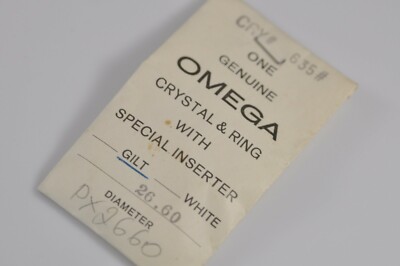 CRY# 635#
ONE
GENUINE
OMEGA
CRYSTAL & RING
WITH
SPECIAL INSERTER
GILT WHITE
26.60
DIAMETER
PX2660